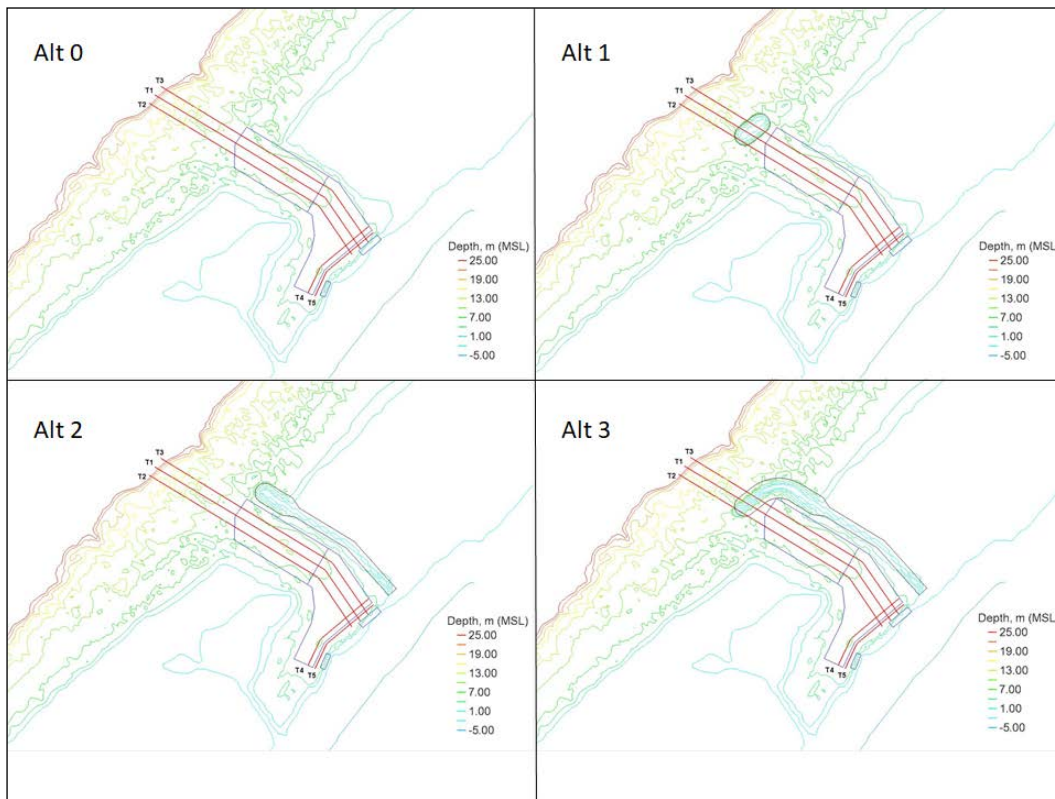 Alt 0
T3
T1
T2
Depth, m (MSL)
25.00
19.00
13.00
7.00
1.00
-5.00
T4
T5
Alt 1
T3
T1
T2
Depth, m (MSL)
25.00
19.00
13.00
7.00
1.00
-5.00
T4
T5
Alt 2
T3
T1
T2
Depth, m (MSL)
25.00
19.00
13.00
7.00
1.00
-5.00
T4
T5
Alt 3
T3
T1
T2
Depth, m (MSL)
25.00
19.00
13.00
7.00
1.00
-5.00
T4
T5